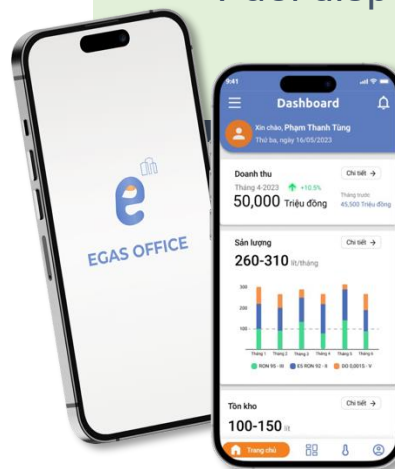 EGAS OFFICE
9:41
Dashboard
Xin chào, Phạm Thanh Tùng
Thứ ba, ngày 16/05/2023
Doanh thu
Chi tiết →
Tháng 4-2023 ↑ +10.5%
Tháng trước
50,000 Triệu đồng
45,500 Triệu đồng
Sản lượng
Chi tiết →
260-310 lít/tháng
300
200
100
Tháng 1 Tháng 2 Tháng 3 Tháng 4 Tháng 5 Tháng 6
RON 95 - III E5 RON 92 - II DO 0,001S - V
Tồn kho
Chi tiết →
100-150 lít
Trang chủ